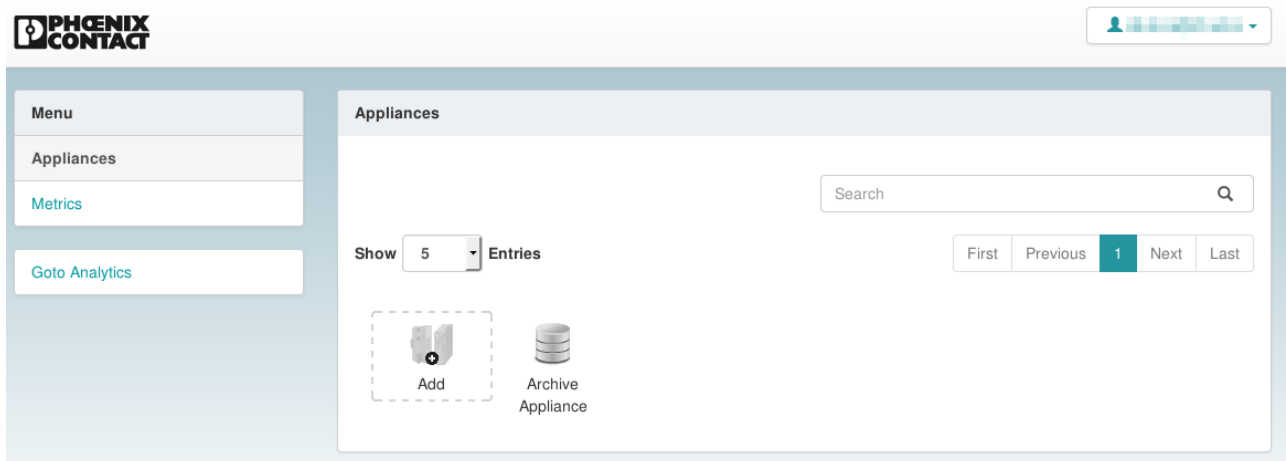 PHŒNIX
CONTACT
Menu
Appliances
Metrics
Goto Analytics
Appliances
Search
Show 5 Entries
First Previous 1 Next Last
Add
Archive
Appliance